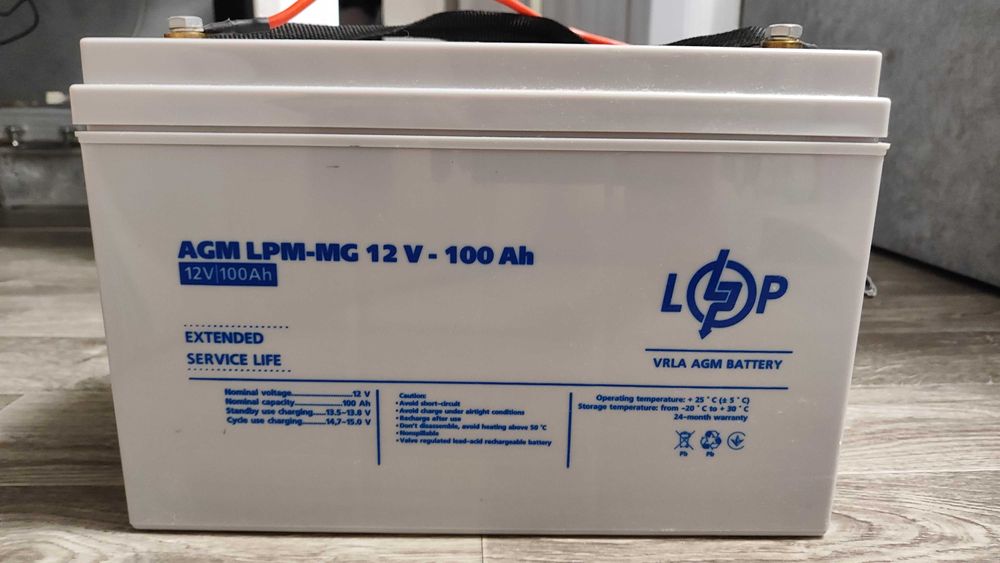 AGM LPM-MG 12 V - 100 Ah
12V 100Ah
LP
VRLA AGM BATTERY
EXTENDED
SERVICE LIFE
Nominal voltage..................12 V
Nominal capacity................100 Ah
Standby use charging......13.5–13.8 V
Cycle use charging...........14,7–15.0 V
Caution:
• Avoid short-circuit
• Avoid charge under airtight conditions
• Recharge after use
• Don't disassemble, avoid heating above 50 °C
• Nonspillable
• Valve regulated lead-acid rechargeable battery
Operating temperature: + 25 °C (± 5 °C)
Storage temperature: from –20 °C to + 30 °C
24-month warranty
Pb Pb